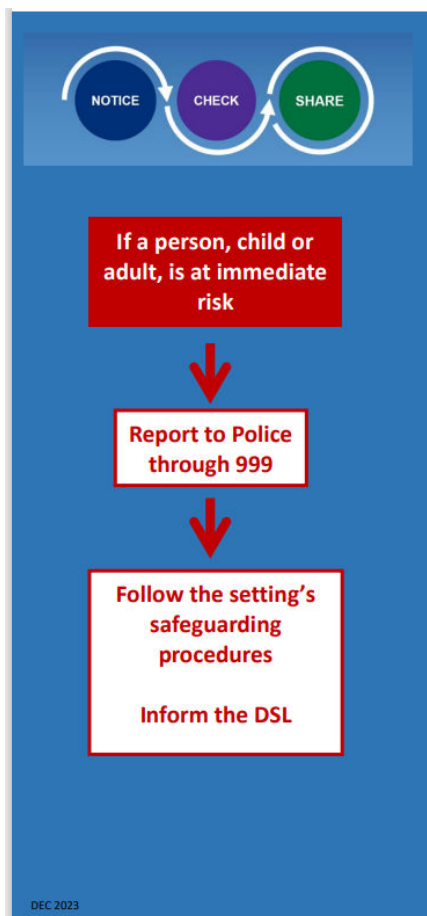 NOTICE
CHECK
SHARE
If a person, child or
adult, is at immediate
risk
Report to Police
through 999
Follow the setting’s
safeguarding
procedures
Inform the DSL
DEC 2023